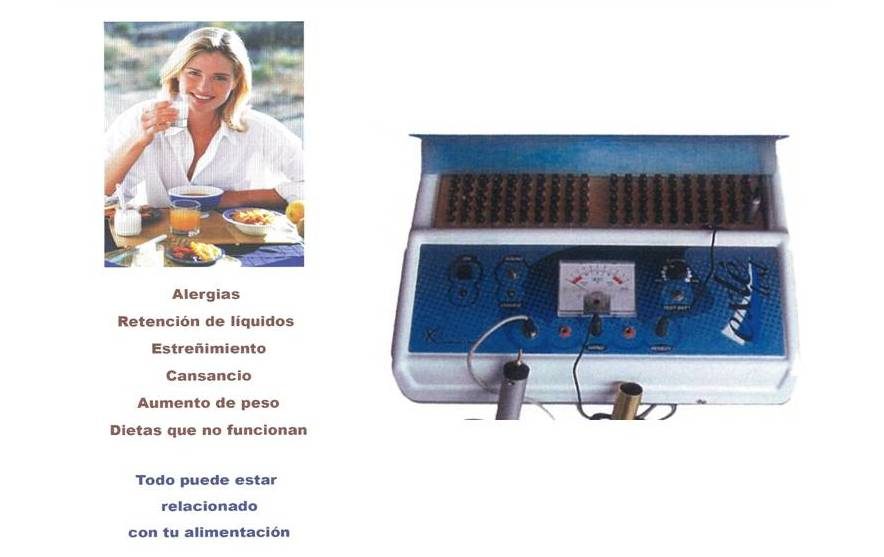 Alergias
Retención de líquidos
Estreñimiento
Cansancio
Aumento de peso
Dietas que no funcionan
Todo puede estar
relacionado
con tu alimentación